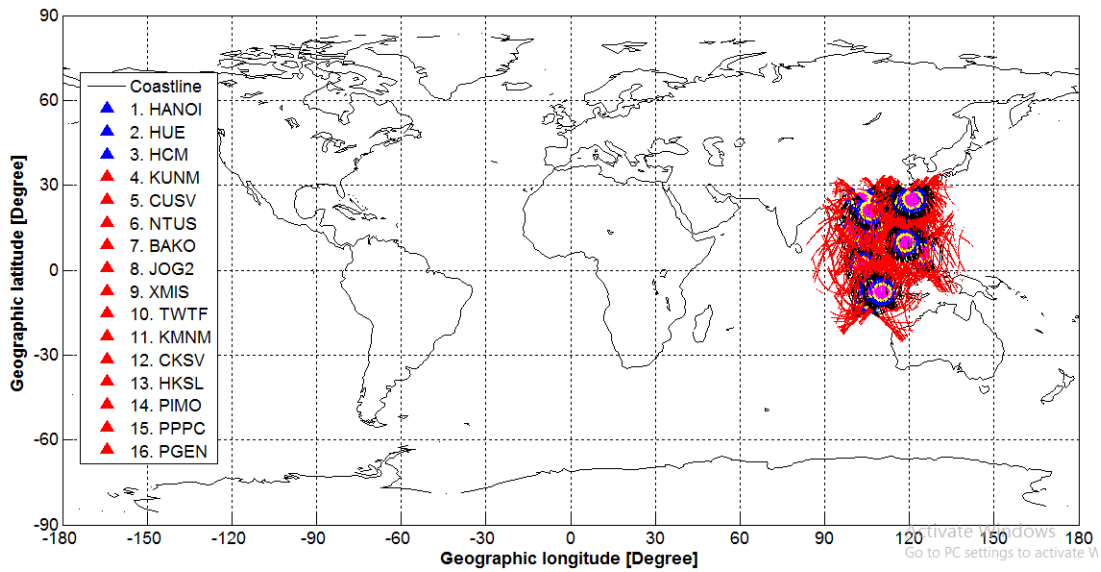 90
60
30
0
-30
-60
-90
Geographic latitude [Degree]
Coastline
1. HANOI
2. HUE
3. HCM
4. KUNM
5. CUSV
6. NTUS
7. BAKO
8. JOG2
9. XMIS
10. TWTF
11. KMNM
12. CKSV
13. HKSL
14. PIMO
15. PPPC
16. PGEN
-180 -150 -120 -90 -60 -30 0 30 60 90 120 150 180
Geographic longitude [Degree]
Activate Windows
Go to PC settings to activate W